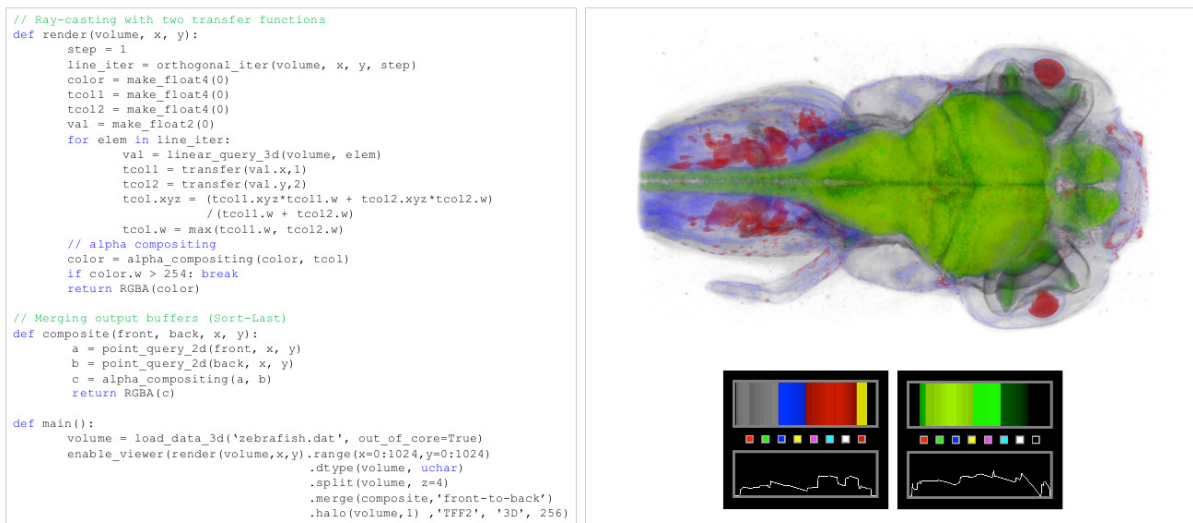 // Ray-casting with two transfer functions
def render(volume, x, y):
step = 1
line_iter = orthogonal_iter(volume, x, y, step)
color = make_float4(0)
tcol1 = make_float4(0)
tcol2 = make_float4(0)
val = make_float2(0)
for elem in line_iter:
val = linear_query_3d(volume, elem)
tcol1 = transfer(val.x,1)
tcol2 = transfer(val.y,2)
tcol.xyz = (tcol1.xyz*tcol1.w + tcol2.xyz*tcol2.w)
/(tcol1.w + tcol2.w)
tcol.w = max(tcol1.w, tcol2.w)
// alpha compositing
color = alpha_compositing(color, tcol)
if color.w > 254: break
return RGBA(color)
// Merging output buffers (Sort-Last)
def composite(front, back, x, y):
a = point_query_2d(front, x, y)
b = point_query_2d(back, x, y)
c = alpha_compositing(a, b)
return RGBA(c)
def main():
volume = load_data_3d(‘zebrafish.dat', out_of_core=True)
enable_viewer(render(volume,x,y).range(x=0:1024,y=0:1024)
.dtype(volume, uchar)
.split(volume, z=4)
.merge(composite,'front-to-back’)
.halo(volume,1) ,'TFF2', '3D', 256)